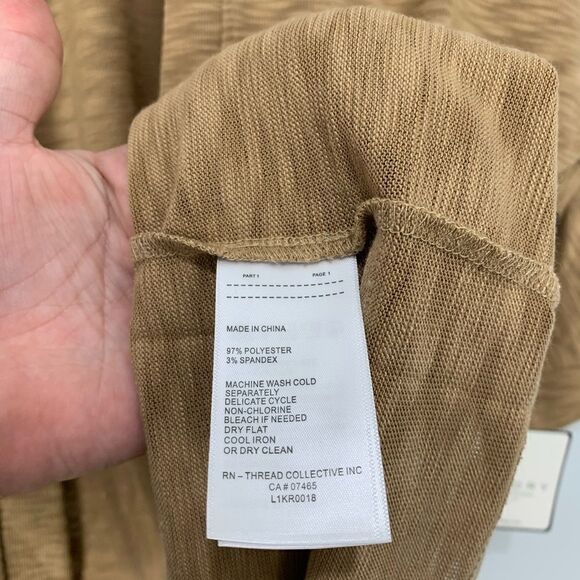 PART 1 PAGE 1
MADE IN CHINA
97% POLYESTER
3% SPANDEX
MACHINE WASH COLD
SEPARATELY
DELICATE CYCLE
NON-CHLORINE
BLEACH IF NEEDED
DRY FLAT
COOL IRON
OR DRY CLEAN
RN – THREAD COLLECTIVE INC
CA # 07465
L1KR0018